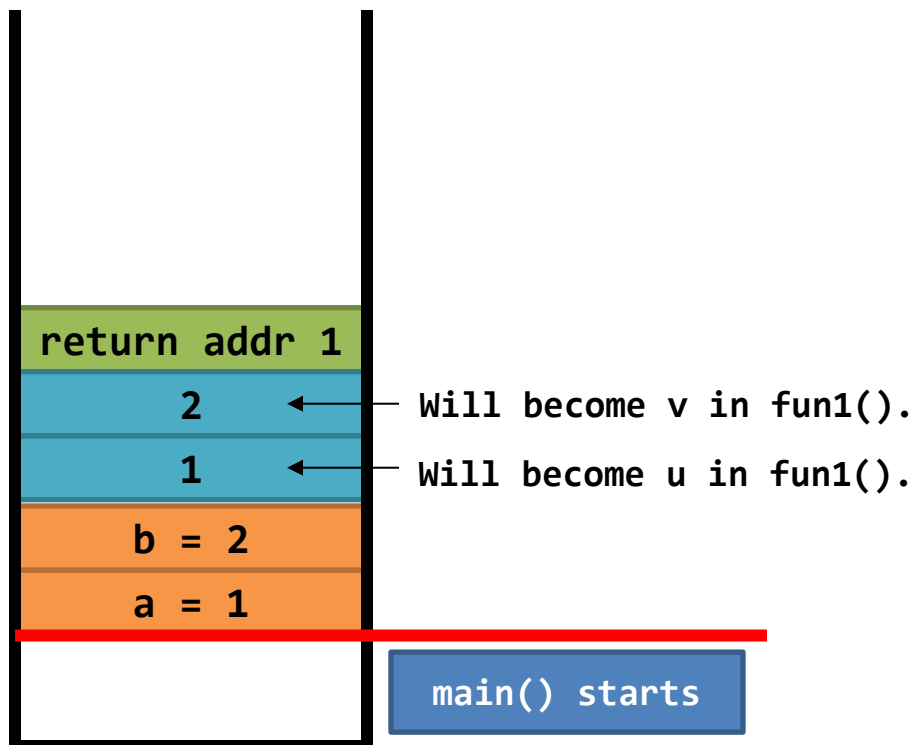 return addr 1
2
Will become v in fun1().
1
Will become u in fun1().
b = 2
a = 1
main() starts